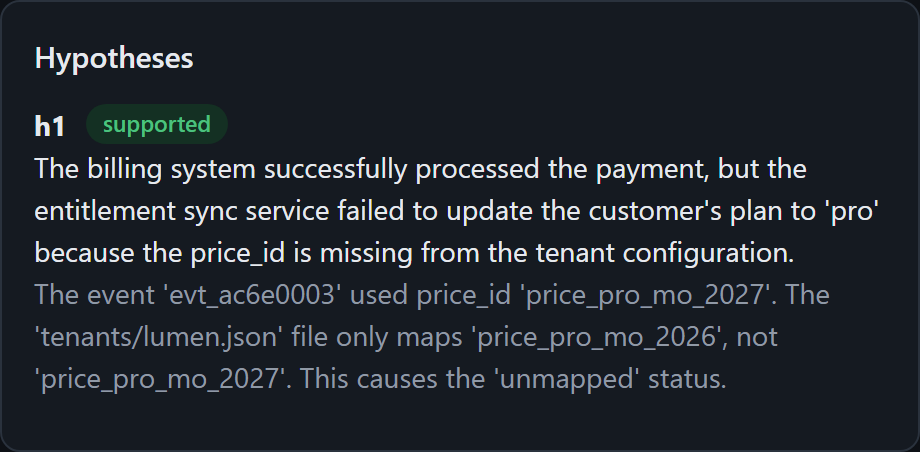 Hypotheses
h1 supported
The billing system successfully processed the payment, but the
entitlement sync service failed to update the customer's plan to 'pro'
because the price_id is missing from the tenant configuration.
The event 'evt_ac6e0003' used price_id 'price_pro_mo_2027'. The
'tenants/lumen.json' file only maps 'price_pro_mo_2026', not
'price_pro_mo_2027'. This causes the 'unmapped' status.